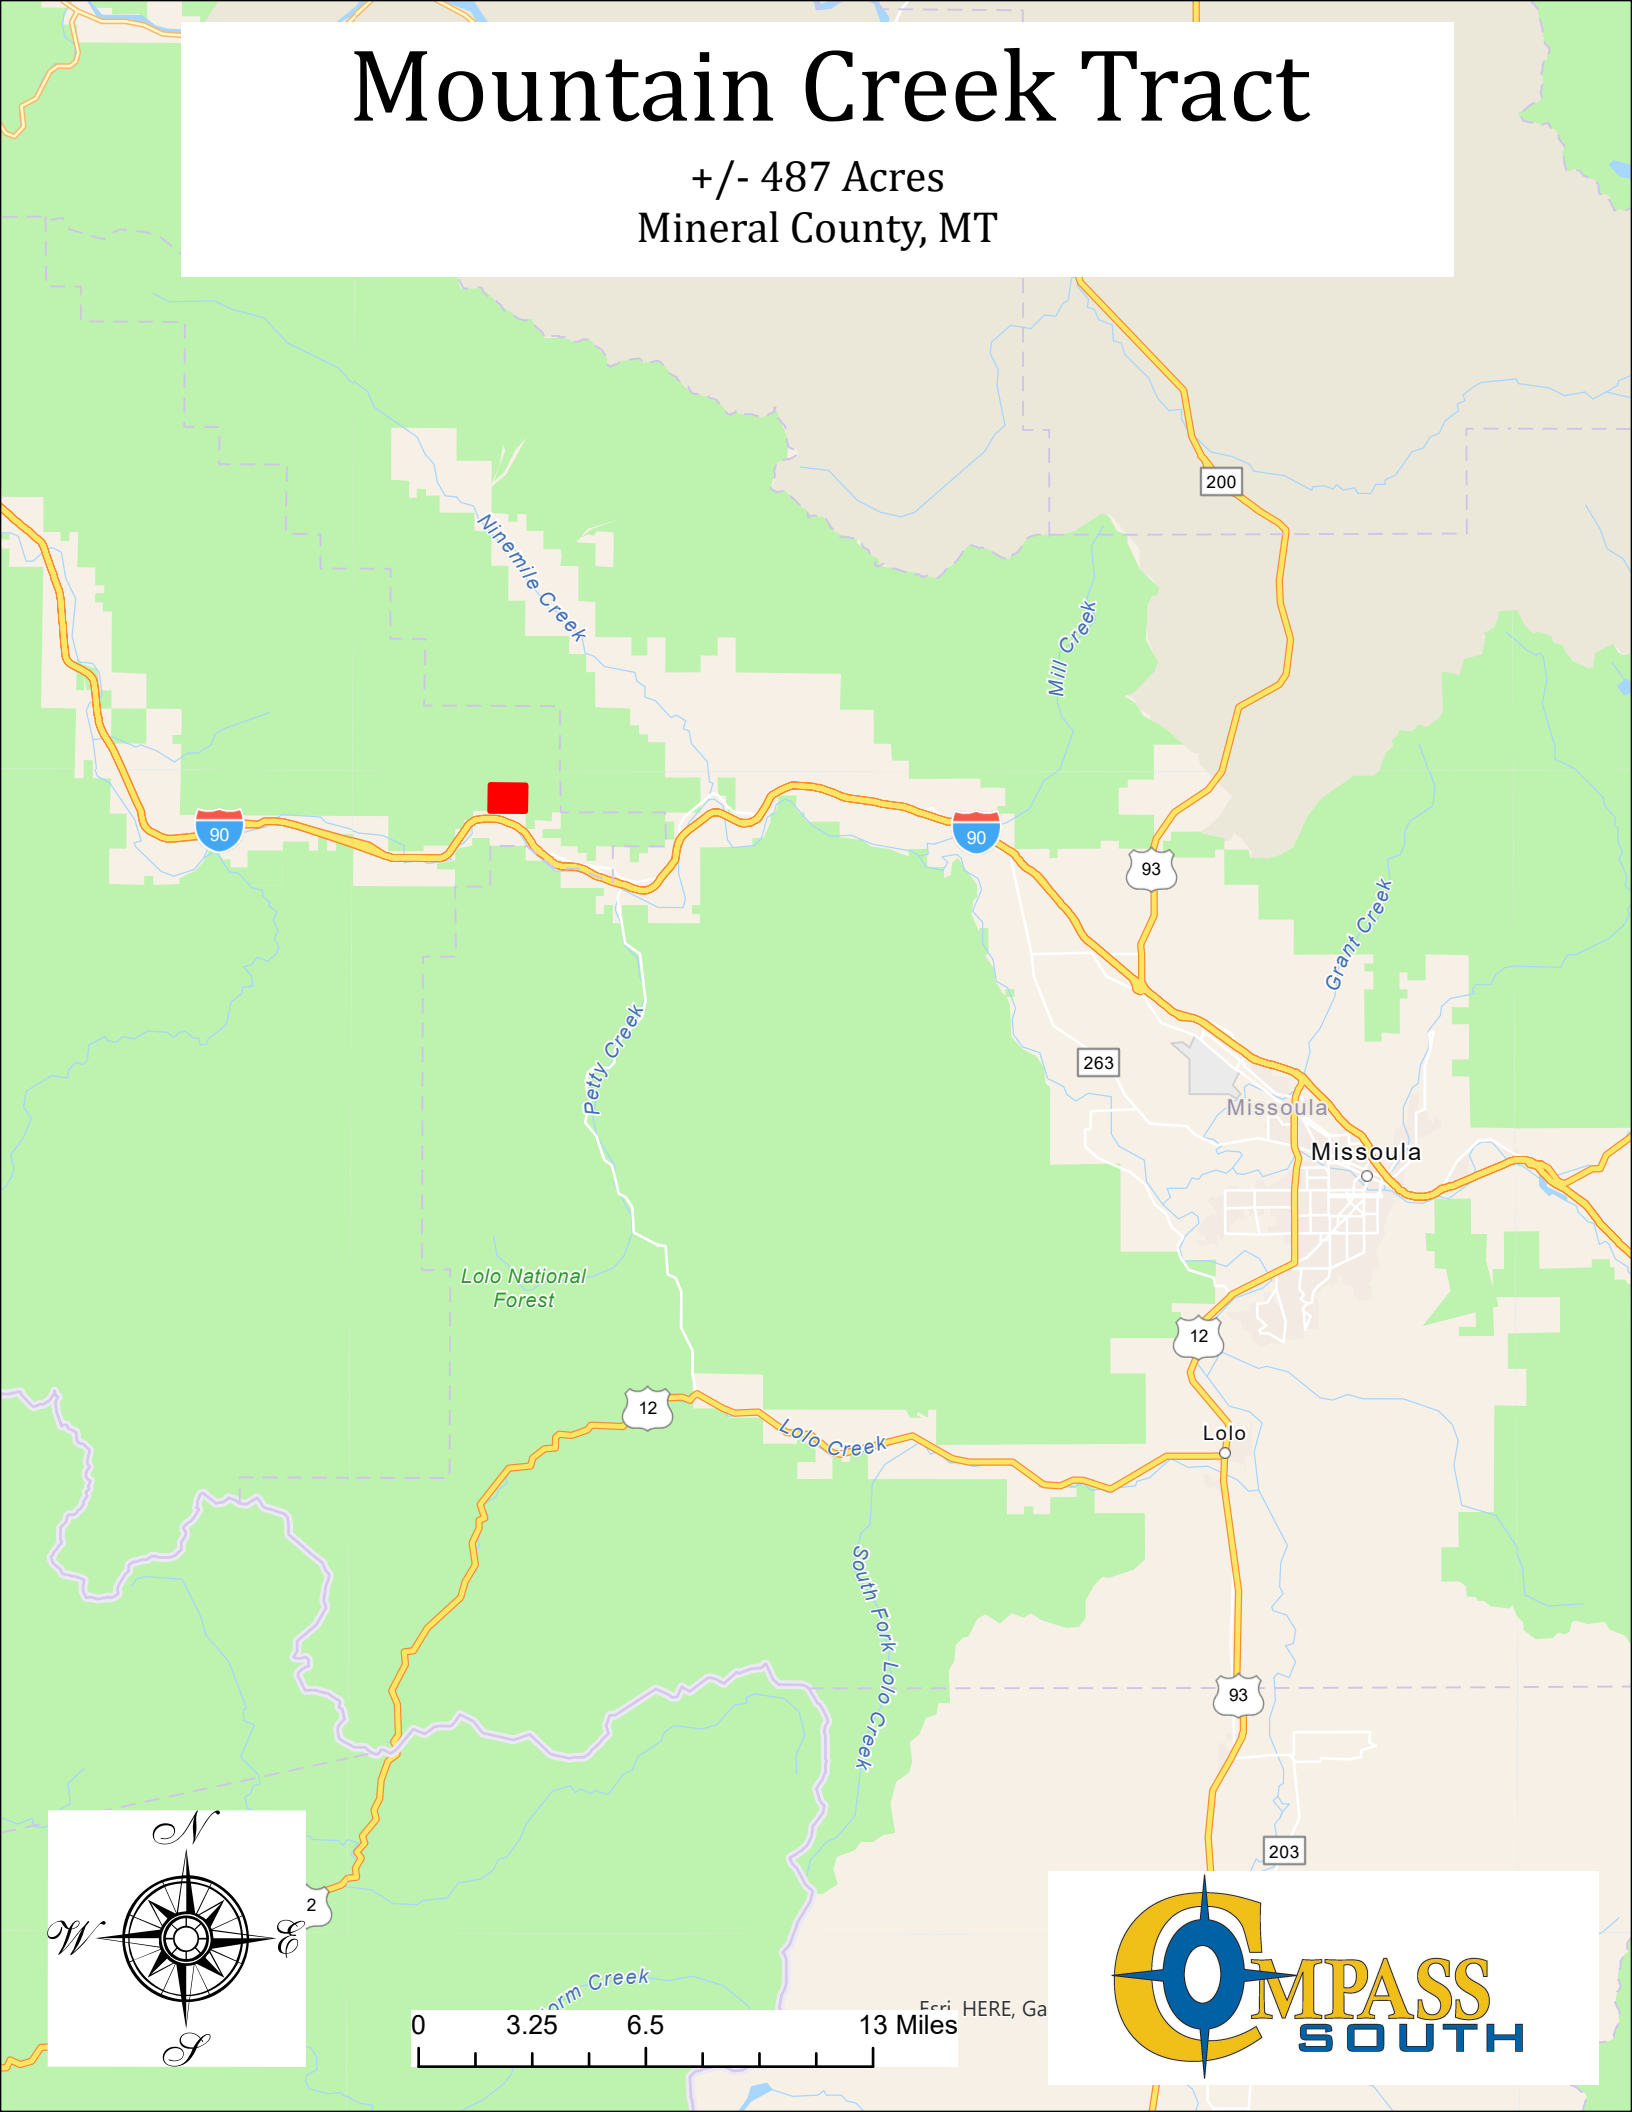 Mountain Creek Tract
+/- 487 Acres
Mineral County, MT
200
Ninemile Creek
Mill Creek
90
90
93
Grant Creek
Petty Creek
263
Missoula
Missoula
Lolo National
Forest
12
12
Lolo Creek
Lolo
South Fork Lolo Creek
93
203
N
W
E
S
2
Creek
Esri, HERE, Ga
0 3.25 6.5 13 Miles
COMPASS
SOUTH